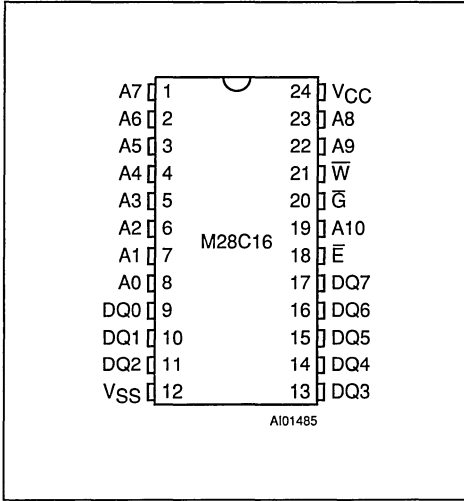 A7 1 24 VCC
A6 2 23 A8
A5 3 22 A9
A4 4 21 W̅
A3 5 20 G̅
A2 6 19 A10
M28C16
A1 7 18 E̅
A0 8 17 DQ7
DQ0 9 16 DQ6
DQ1 10 15 DQ5
DQ2 11 14 DQ4
VSS 12 13 DQ3
AI01485